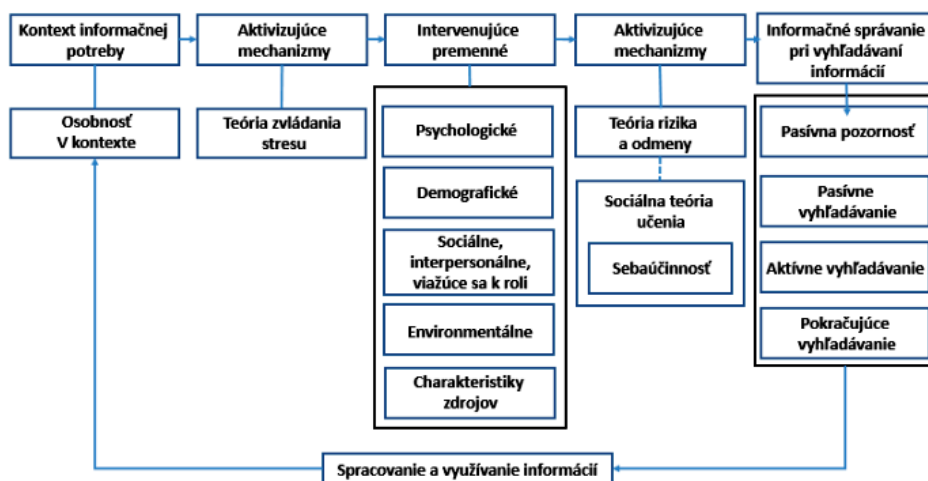 Kontext informačnej
potreby
Aktivizujúce
mechanizmy
Intervenujúce
premenné
Aktivizujúce
mechanizmy
Informačné správanie
pri vyhľadávaní
informácií
Osobnosť
V kontexte
Teória zvládania
stresu
Psychologické
Demografické
Sociálne,
interpersonálne,
viažúce sa k roli
Environmentálne
Charakteristiky
zdrojov
Teória rizika
a odmeny
Sociálna teória
učenia
Sebaúčinnosť
Pasívna pozornosť
Pasívne
vyhľadávanie
Aktívne vyhľadávanie
Pokračujúce
vyhľadávanie
Spracovanie a využívanie informácií